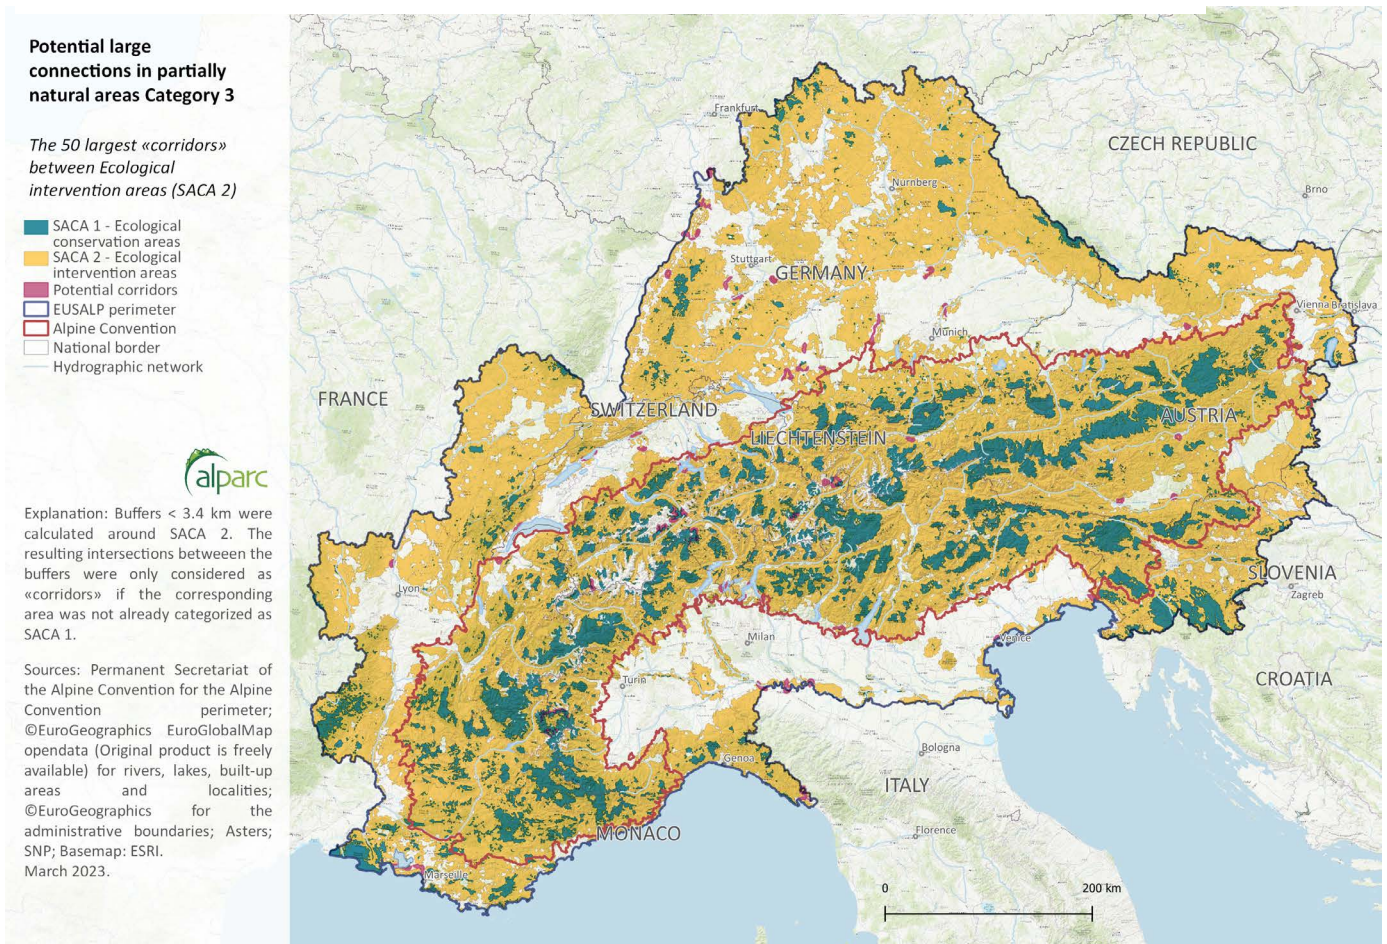 Potential large
connections in partially
natural areas Category 3
The 50 largest «corridors»
between Ecological
intervention areas (SACA 2)
SACA 1 - Ecological
conservation areas
SACA 2 - Ecological
intervention areas
Potential corridors
EUSALP perimeter
Alpine Convention
National border
Hydrographic network
alparc
Explanation: Buffers < 3.4 km were
calculated around SACA 2. The
resulting intersections betweeen the
buffers were only considered as
«corridors» if the corresponding
area was not already categorized as
SACA 1.
Sources: Permanent Secretariat of
the Alpine Convention for the Alpine
Convention perimeter;
©EuroGeographics EuroGlobalMap
opendata (Original product is freely
available) for rivers, lakes, built-up
areas and localities;
©EuroGeographics for the
administrative boundaries; Asters;
SNP; Basemap: ESRI.
March 2023.
Frankfurt
CZECH REPUBLIC
Nurnberg
Brno
Stuttgart
GERMANY
Vienna
Bratislava
Munich
FRANCE
SWITZERLAND
AUSTRIA
LIECHTENSTEIN
SLOVENIA
Lyon
Zagreb
Milan
Venice
Turin
CROATIA
Bologna
Genoa
ITALY
MONACO
Florence
Marseille
0
200 km